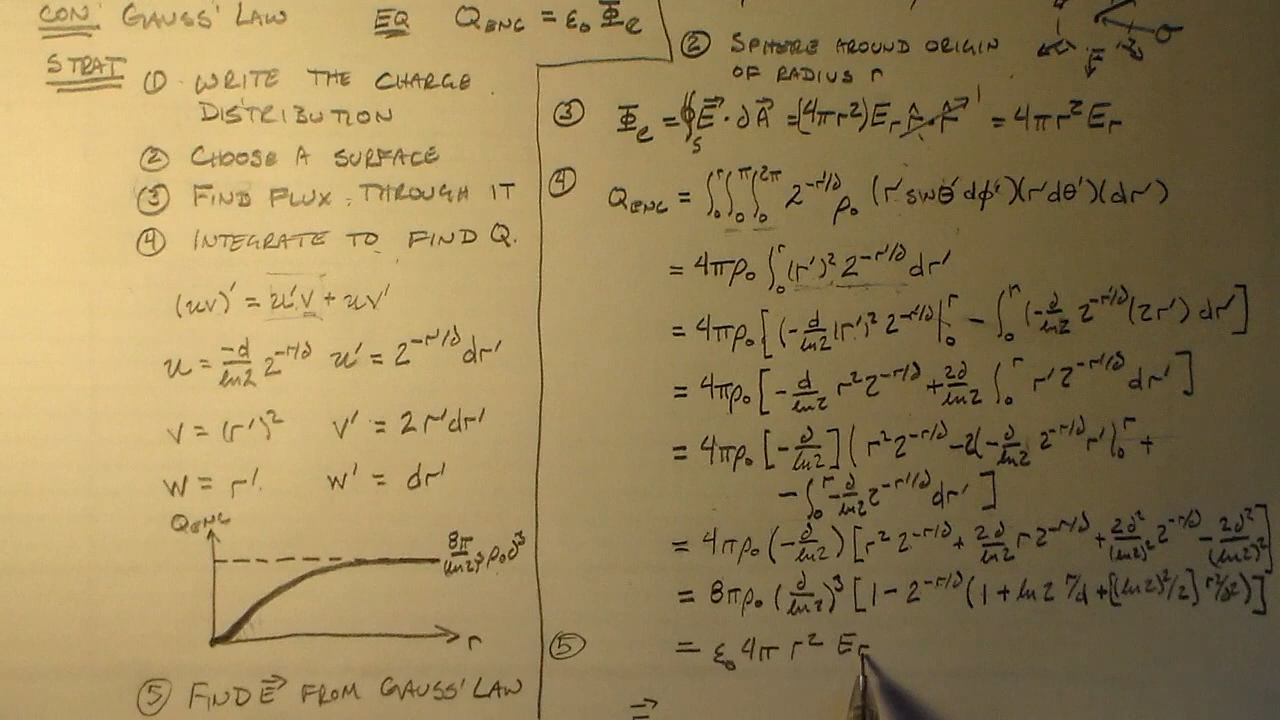 CON: GAUSS' LAW EQ Q_ENC = ε₀ Φ_e
STRAT ① WRITE THE CHARGE
DISTRIBUTION
② CHOOSE A SURFACE
③ FIND FLUX THROUGH IT
④ INTEGRATE TO FIND Q.
(uv)' = u'v + uv'
u = -d/ln2 2^(-r'/d) u' = 2^(-r'/d) dr'
v = (r')² v' = 2r'dr'
w = r' w' = dr'
Q_ENC
8π/(ln2)³ ρ₀d³
r
⑤ FIND E⃗ FROM GAUSS' LAW
② SPHERE AROUND ORIGIN
OF RADIUS r
σ
③ Φ_e = ∮_S E⃗ · dA⃗ = (4πr²)E_r r̂·r̂ 1 = 4πr² E_r
④ Q_ENC = ∫₀^r ∫₀^π ∫₀^2π 2^(-r'/d) ρ₀ (r' sinθ' dφ')(r'dθ')(dr')
= 4πρ₀ ∫₀^r (r')² 2^(-r'/d) dr'
= 4πρ₀ [(-d/ln2 (r')² 2^(-r'/d)|₀^r - ∫₀^r (-d/ln2 2^(-r'/d) (2r') dr']
= 4πρ₀ [-d/ln2 r² 2^(-r/d) + 2d/ln2 ∫₀^r r' 2^(-r'/d) dr']
= 4πρ₀ [-d/ln2] (r² 2^(-r/d) - 2(-d/ln2 2^(-r'/d) r')|₀^r +
- ∫₀^r -d/ln2 2^(-r'/d) dr']
= 4πρ₀ (-d/ln2) [r² 2^(-r/d) + 2d/ln2 r 2^(-r/d) + 2d²/(ln2)² 2^(-r/d) - 2d²/(ln2)²]
= 8πρ₀ (d/ln2)³ [1 - 2^(-r/d) (1 + ln2 r/d + [(ln2)²/2] r²/d²)]
⑤ = ε₀ 4π r² E_r
⇒